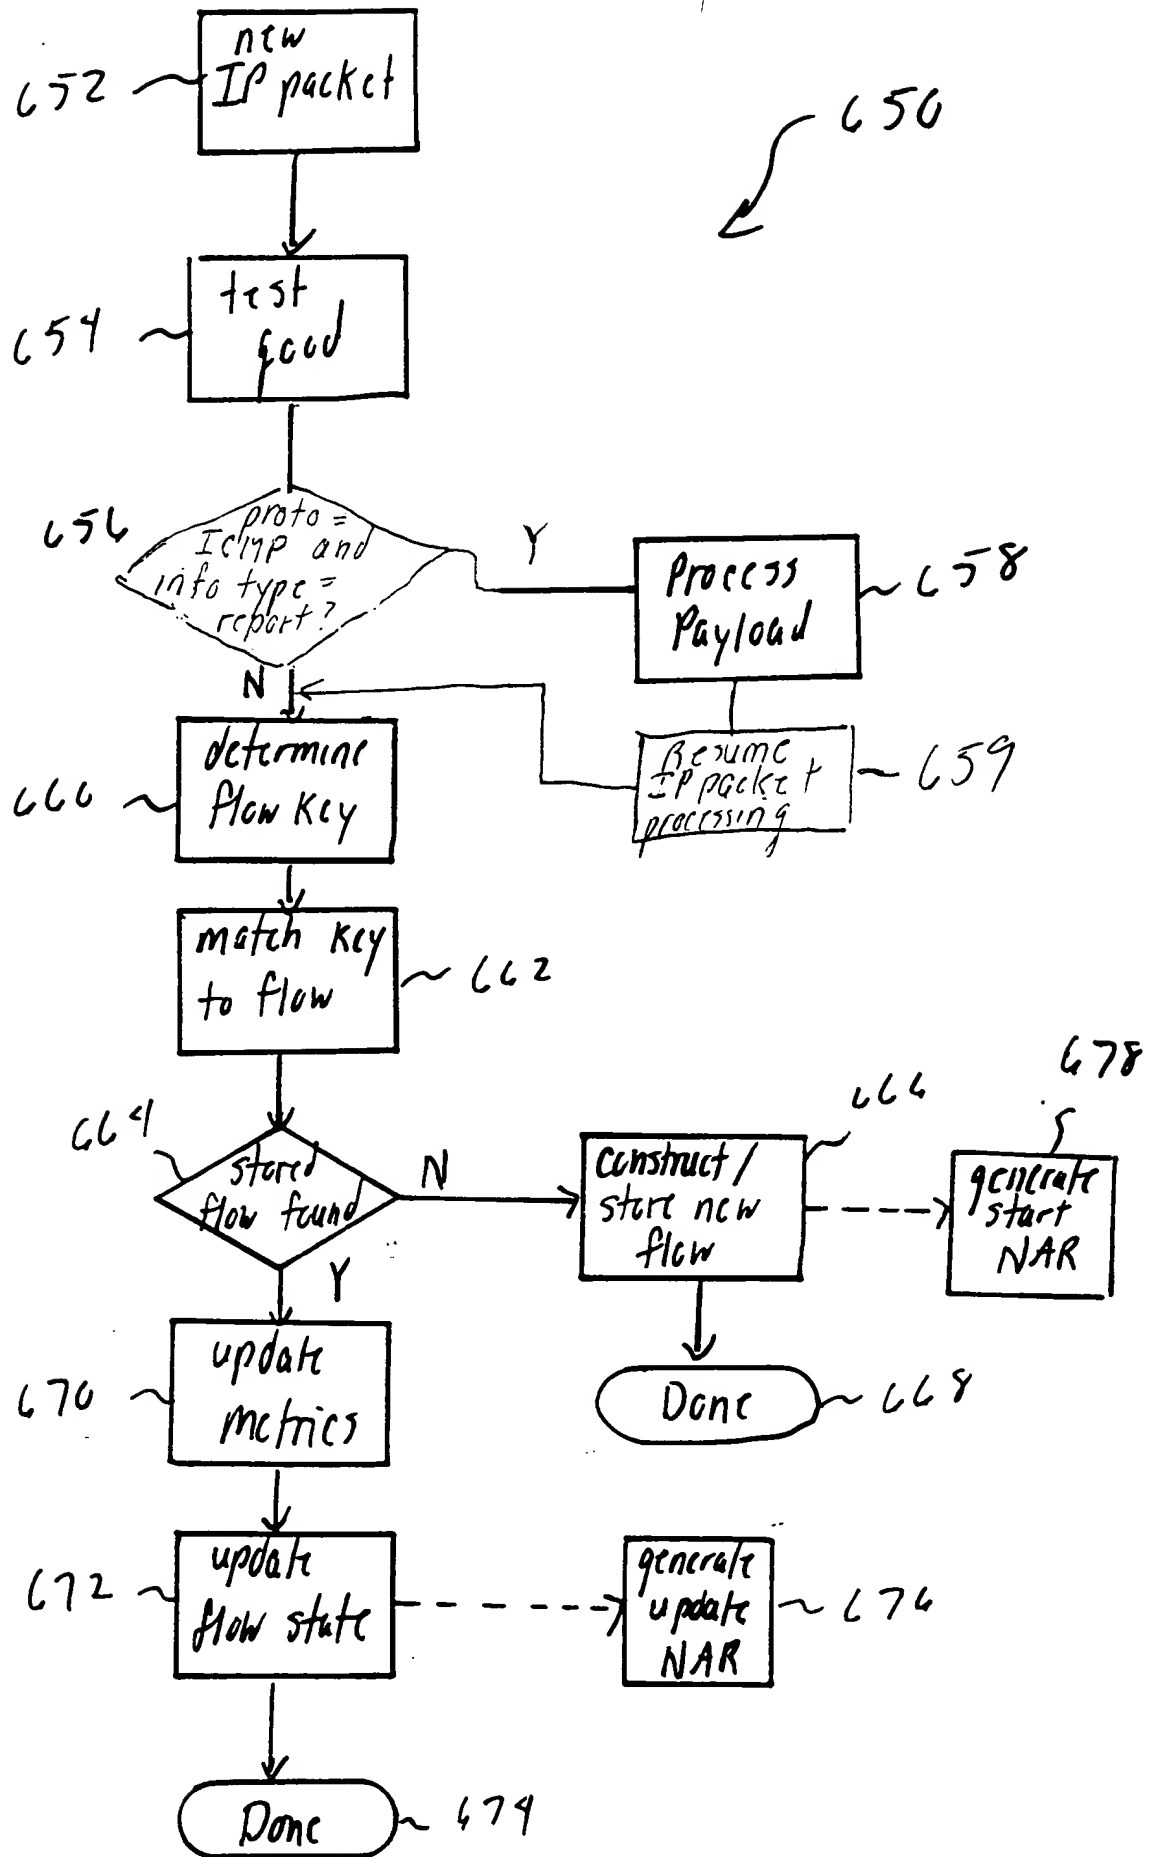 new
IP packet
652
650
test
good
654
656
proto =
ICMP and
info type =
report?
Y
Process
Payload
658
N
Resume
IP packet
processing
659
determine
flow key
660
match key
to flow
662
664
stored
flow found
N
Y
construct/
store new
flow
666
678
generate
start
NAR
Done
668
update
metrics
670
update
flow state
672
generate
update
NAR
676
Done
674